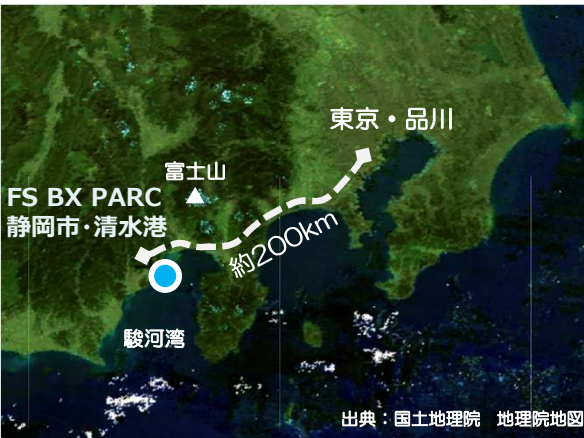 東京・品川
富士山
FS BX PARC
静岡市・清水港
約200km
駿河湾
出典：国土地理院　地理院地図